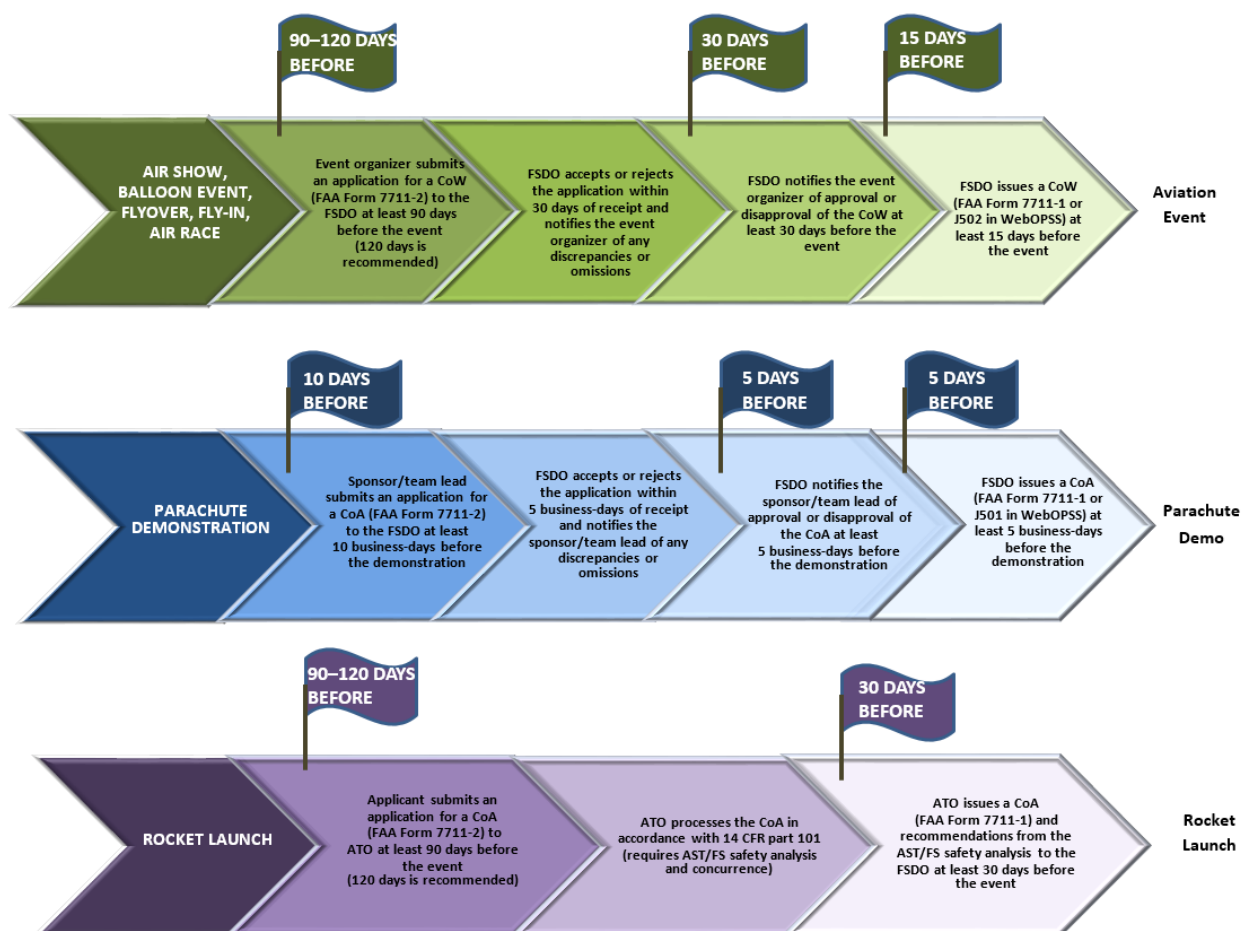 90–120 DAYS
BEFORE
30 DAYS
BEFORE
15 DAYS
BEFORE
AIR SHOW,
BALLOON EVENT,
FLYOVER, FLY-IN,
AIR RACE
Event organizer submits
an application for a CoW
(FAA Form 7711-2) to the
FSDO at least 90 days
before the event
(120 days is
recommended)
FSDO accepts or rejects
the application within
30 days of receipt and
notifies the event
organizer of any
discrepancies or
omissions
FSDO notifies the event
organizer of approval or
disapproval of the CoW at
least 30 days before the
event
FSDO issues a CoW
(FAA Form 7711-1 or
J502 in WebOPSS) at
least 15 days before
the event
Aviation
Event
10 DAYS
BEFORE
5 DAYS
BEFORE
5 DAYS
BEFORE
PARACHUTE
DEMONSTRATION
Sponsor/team lead
submits an application for
a CoA (FAA Form 7711-2)
to the FSDO at least
10 business-days before
the demonstration
FSDO accepts or rejects
the application within
5 business-days of receipt
and notifies the
sponsor/team lead of any
discrepancies or
omissions
FSDO notifies the
sponsor/team lead of
approval or disapproval of
the CoA at least
5 business-days before
the demonstration
FSDO issues a CoA
(FAA Form 7711-1 or
J501 in WebOPSS) at
least 5 business-days
before the
demonstration
Parachute
Demo
90–120 DAYS
BEFORE
30 DAYS
BEFORE
ROCKET LAUNCH
Applicant submits an
application for a CoA
(FAA Form 7711-2) to
ATO at least 90 days before
the event
(120 days is recommended)
ATO processes the CoA in
accordance with 14 CFR part 101
(requires AST/FS safety analysis
and concurrence)
ATO issues a CoA
(FAA Form 7711-1) and
recommendations from the
AST/FS safety analysis to the
FSDO at least 30 days before
the event
Rocket
Launch